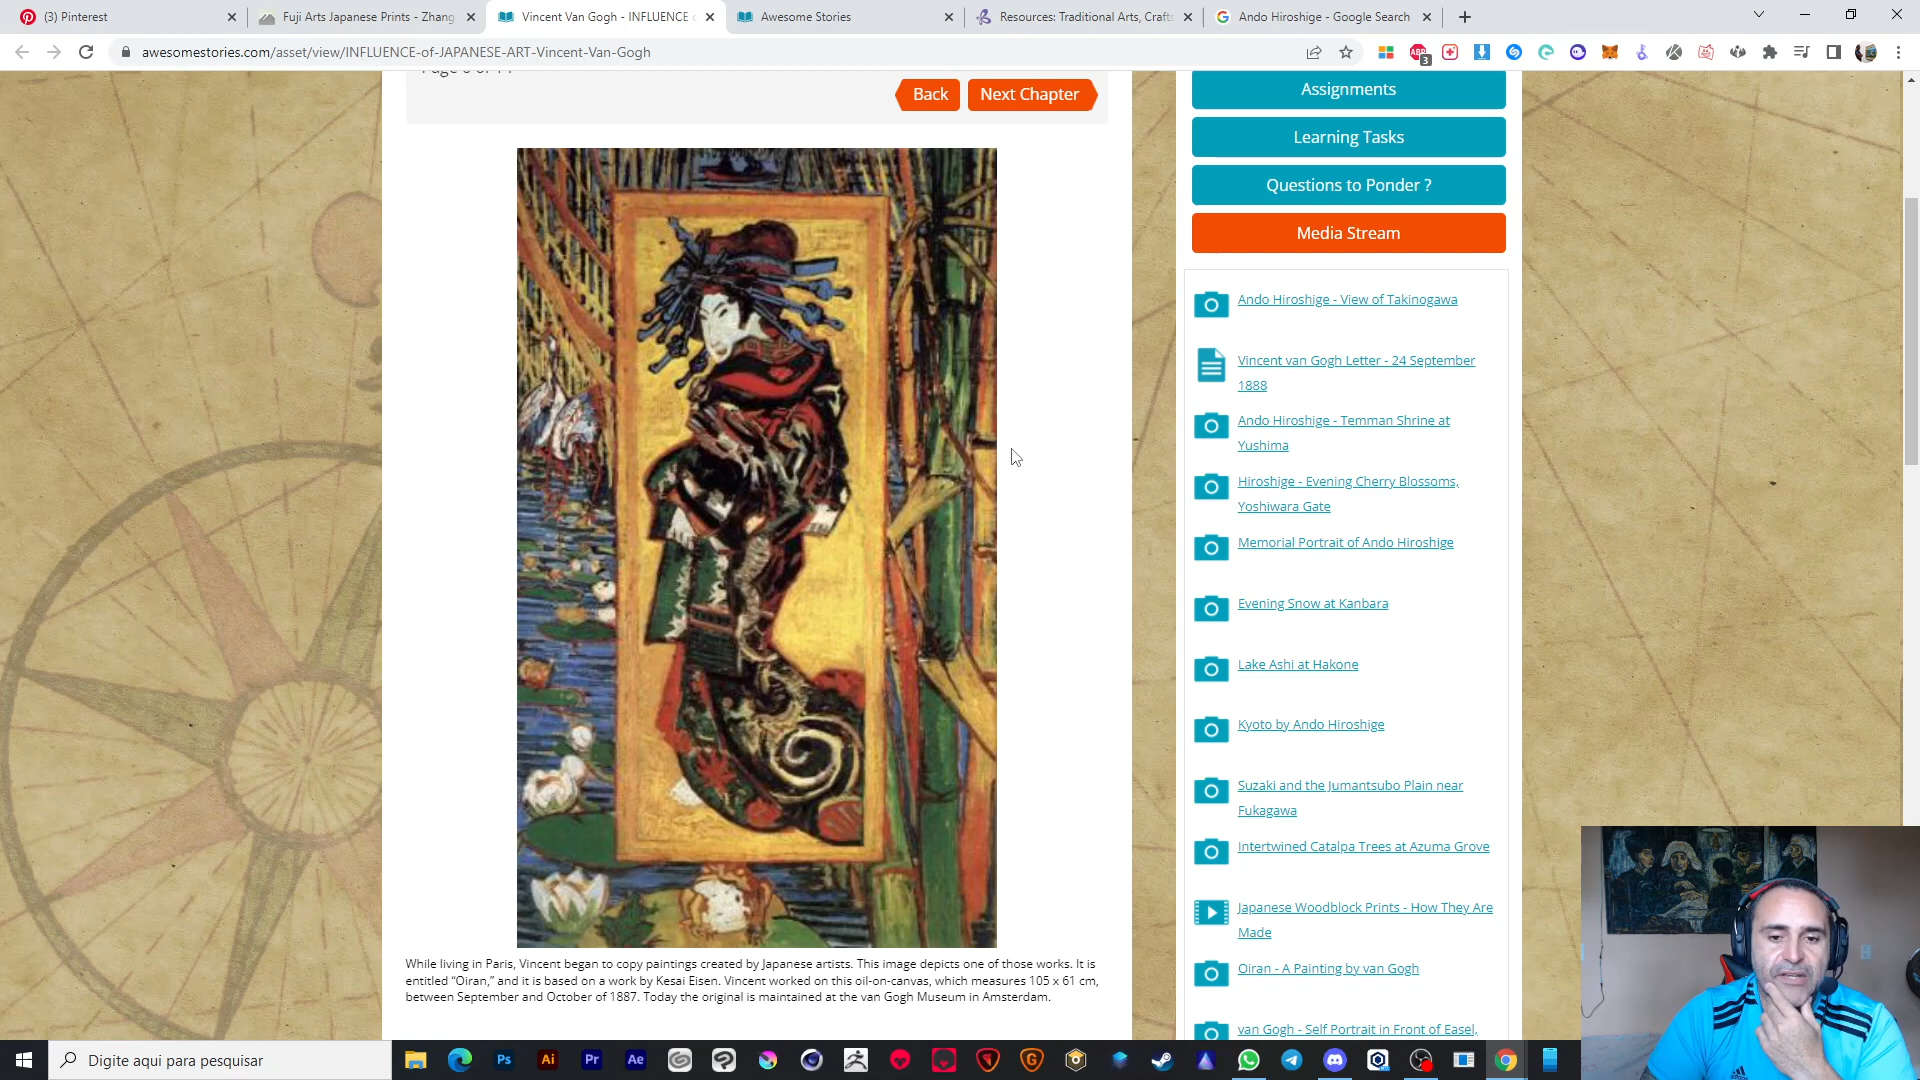 (3) Pinterest
Fuji Arts Japanese Prints - Zhang
Vincent Van Gogh - INFLUENCE
Awesome Stories
Resources: Traditional Arts, Crafts
Ando Hiroshige - Google Search
awesomestories.com/asset/view/INFLUENCE-of-JAPANESE-ART-Vincent-Van-Gogh
ABP
3
Back
Next Chapter
Assignments
Learning Tasks
Questions to Ponder ?
Media Stream
Ando Hiroshige - View of Takinogawa
Vincent van Gogh Letter - 24 September
1888
Ando Hiroshige - Temman Shrine at
Yushima
Hiroshige - Evening Cherry Blossoms,
Yoshiwara Gate
Memorial Portrait of Ando Hiroshige
Evening Snow at Kanbara
Lake Ashi at Hakone
Kyoto by Ando Hiroshige
Suzaki and the Jumantsubo Plain near
Fukagawa
Intertwined Catalpa Trees at Azuma Grove
Japanese Woodblock Prints - How They Are
Made
Oiran - A Painting by van Gogh
van Gogh - Self Portrait in Front of Easel,
While living in Paris, Vincent began to copy paintings created by Japanese artists. This image depicts one of those works. It is
entitled “Oiran,” and it is based on a work by Kesai Eisen. Vincent worked on this oil-on-canvas, which measures 105 x 61 cm,
between September and October of 1887. Today the original is maintained at the van Gogh Museum in Amsterdam.
Digite aqui para pesquisar
Ps
Ai
Pr
Ae